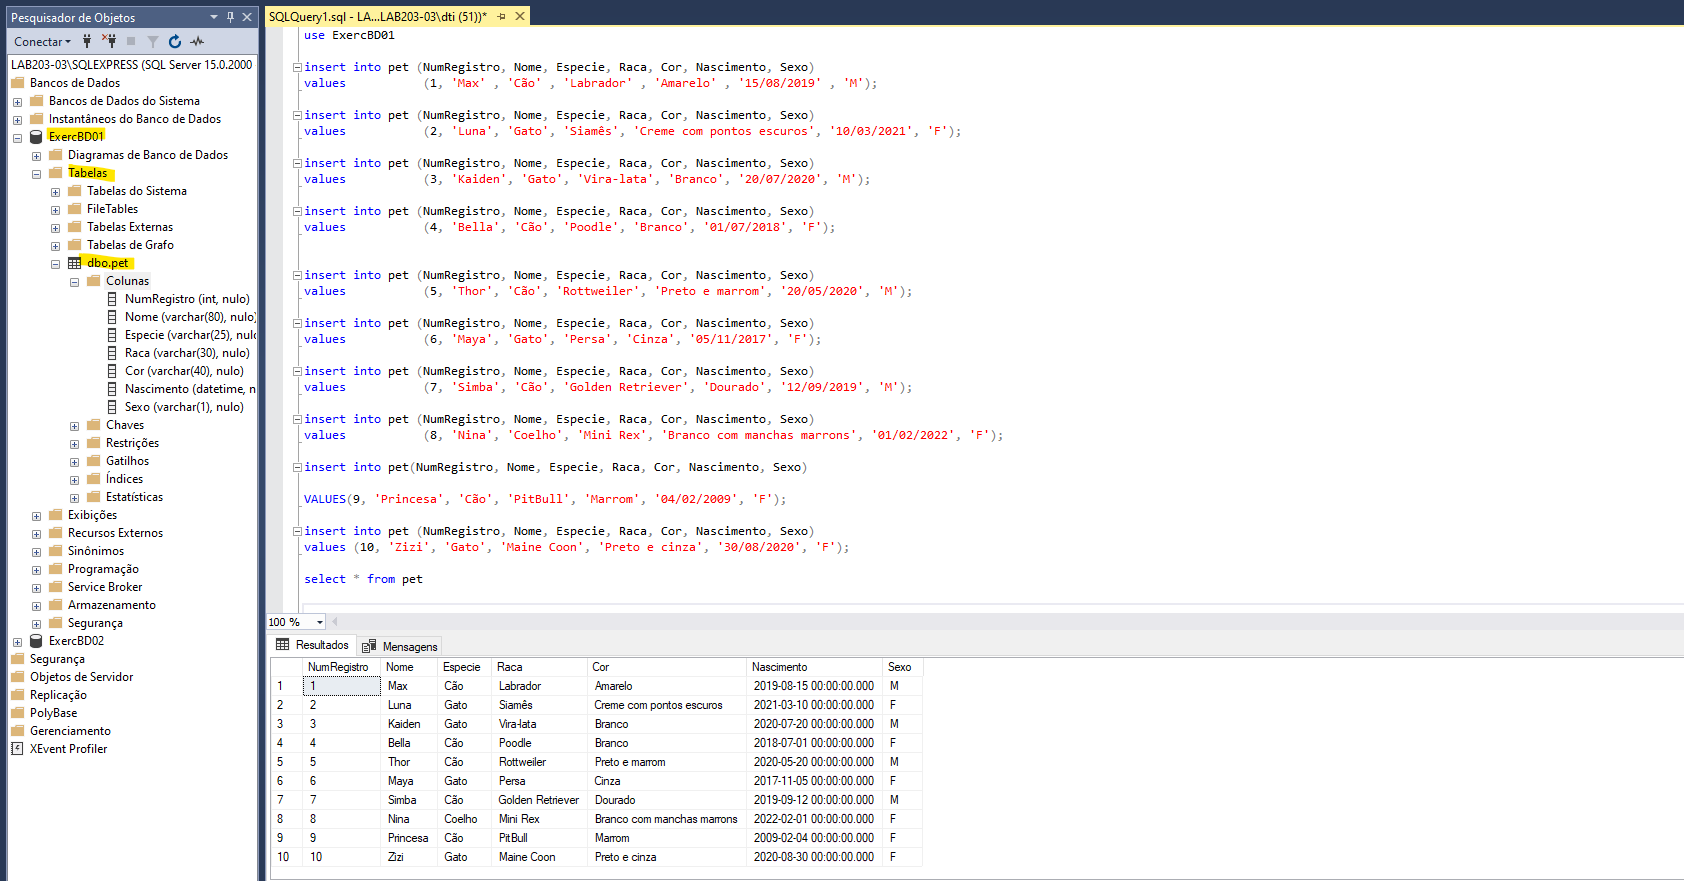 Pesquisador de Objetos
Conectar
LAB203-03\SQLEXPRESS (SQL Server 15.0.2000
Bancos de Dados
Bancos de Dados do Sistema
Instantâneos do Banco de Dados
ExercBD01
Diagramas de Banco de Dados
Tabelas
Tabelas do Sistema
FileTables
Tabelas Externas
Tabelas de Grafo
dbo.pet
Colunas
NumRegistro (int, nulo)
Nome (varchar(80), nulo)
Especie (varchar(25), nulo
Raca (varchar(30), nulo)
Cor (varchar(40), nulo)
Nascimento (datetime, n
Sexo (varchar(1), nulo)
Chaves
Restrições
Gatilhos
Índices
Estatísticas
Exibições
Recursos Externos
Sinônimos
Programação
Service Broker
Armazenamento
Segurança
ExercBD02
Segurança
Objetos de Servidor
Replicação
PolyBase
Gerenciamento
XEvent Profiler
SQLQuery1.sql - LA...LAB203-03\dti (51))*
use ExercBD01
insert into pet (NumRegistro, Nome, Especie, Raca, Cor, Nascimento, Sexo)
values (1, 'Max' , 'Cão' , 'Labrador' , 'Amarelo' , '15/08/2019' , 'M');
insert into pet (NumRegistro, Nome, Especie, Raca, Cor, Nascimento, Sexo)
values (2, 'Luna', 'Gato', 'Siamês', 'Creme com pontos escuros', '10/03/2021', 'F');
insert into pet (NumRegistro, Nome, Especie, Raca, Cor, Nascimento, Sexo)
values (3, 'Kaiden', 'Gato', 'Vira-lata', 'Branco', '20/07/2020', 'M');
insert into pet (NumRegistro, Nome, Especie, Raca, Cor, Nascimento, Sexo)
values (4, 'Bella', 'Cão', 'Poodle', 'Branco', '01/07/2018', 'F');
insert into pet (NumRegistro, Nome, Especie, Raca, Cor, Nascimento, Sexo)
values (5, 'Thor', 'Cão', 'Rottweiler', 'Preto e marrom', '20/05/2020', 'M');
insert into pet (NumRegistro, Nome, Especie, Raca, Cor, Nascimento, Sexo)
values (6, 'Maya', 'Gato', 'Persa', 'Cinza', '05/11/2017', 'F');
insert into pet (NumRegistro, Nome, Especie, Raca, Cor, Nascimento, Sexo)
values (7, 'Simba', 'Cão', 'Golden Retriever', 'Dourado', '12/09/2019', 'M');
insert into pet (NumRegistro, Nome, Especie, Raca, Cor, Nascimento, Sexo)
values (8, 'Nina', 'Coelho', 'Mini Rex', 'Branco com manchas marrons', '01/02/2022', 'F');
insert into pet(NumRegistro, Nome, Especie, Raca, Cor, Nascimento, Sexo)
VALUES(9, 'Princesa', 'Cão', 'PitBull', 'Marrom', '04/02/2009', 'F');
insert into pet (NumRegistro, Nome, Especie, Raca, Cor, Nascimento, Sexo)
values (10, 'Zizi', 'Gato', 'Maine Coon', 'Preto e cinza', '30/08/2020', 'F');
select * from pet
100 %
Resultados Mensagens
NumRegistro Nome Especie Raca Cor Nascimento Sexo
1 1 Max Cão Labrador Amarelo 2019-08-15 00:00:00.000 M
2 2 Luna Gato Siamês Creme com pontos escuros 2021-03-10 00:00:00.000 F
3 3 Kaiden Gato Vira-lata Branco 2020-07-20 00:00:00.000 M
4 4 Bella Cão Poodle Branco 2018-07-01 00:00:00.000 F
5 5 Thor Cão Rottweiler Preto e marrom 2020-05-20 00:00:00.000 M
6 6 Maya Gato Persa Cinza 2017-11-05 00:00:00.000 F
7 7 Simba Cão Golden Retriever Dourado 2019-09-12 00:00:00.000 M
8 8 Nina Coelho Mini Rex Branco com manchas marrons 2022-02-01 00:00:00.000 F
9 9 Princesa Cão PitBull Marrom 2009-02-04 00:00:00.000 F
10 10 Zizi Gato Maine Coon Preto e cinza 2020-08-30 00:00:00.000 F